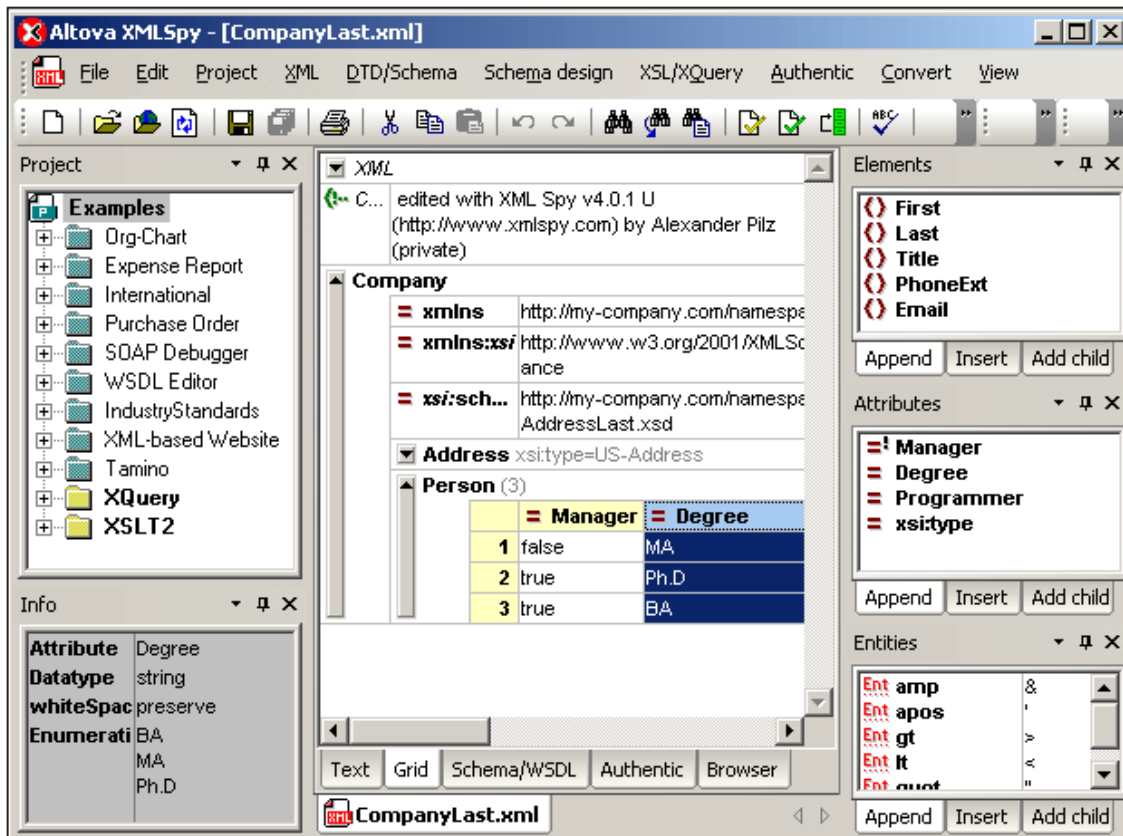 Altova XMLSpy - [CompanyLast.xml]
File Edit Project XML DTD/Schema Schema design XSL/XQuery Authentic Convert View
Project
Examples
Org-Chart
Expense Report
International
Purchase Order
SOAP Debugger
WSDL Editor
IndustryStandards
XML-based Website
Tamino
XQuery
XSLT2
Info
Attribute Degree
Datatype string
whiteSpac preserve
Enumerati BA
MA
Ph.D
XML
C... edited with XML Spy v4.0.1 U
(http://www.xmlspy.com) by Alexander Pilz
(private)
Company
= xmlns http://my-company.com/namespa
= xmlns:xsi http://www.w3.org/2001/XMLSc
ance
= xsi:sch... http://my-company.com/namespa
AddressLast.xsd
Address xsi:type=US-Address
Person (3)
= Manager = Degree
1 false MA
2 true Ph.D
3 true BA
Text Grid Schema/WSDL Authentic Browser
CompanyLast.xml
Elements
First
Last
Title
PhoneExt
Email
Append Insert Add child
Attributes
=! Manager
= Degree
= Programmer
= xsi:type
Append Insert Add child
Entities
Ent amp &
Ent apos '
Ent gt >
Ent lt <
Ent quot "
Append Insert Add child